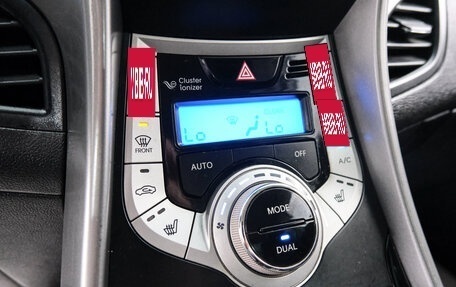 Cluster
Ionizer
Lo
Lo
AUTO
OFF
FRONT
A/C
MODE
DUAL